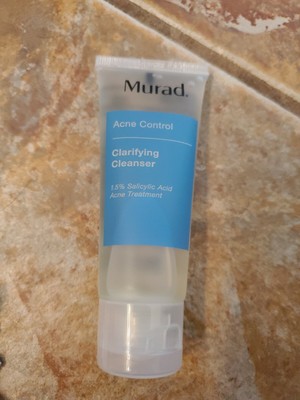 Murad.
Acne Control
Clarifying
Cleanser
1.5% Salicylic Acid
Acne Treatment